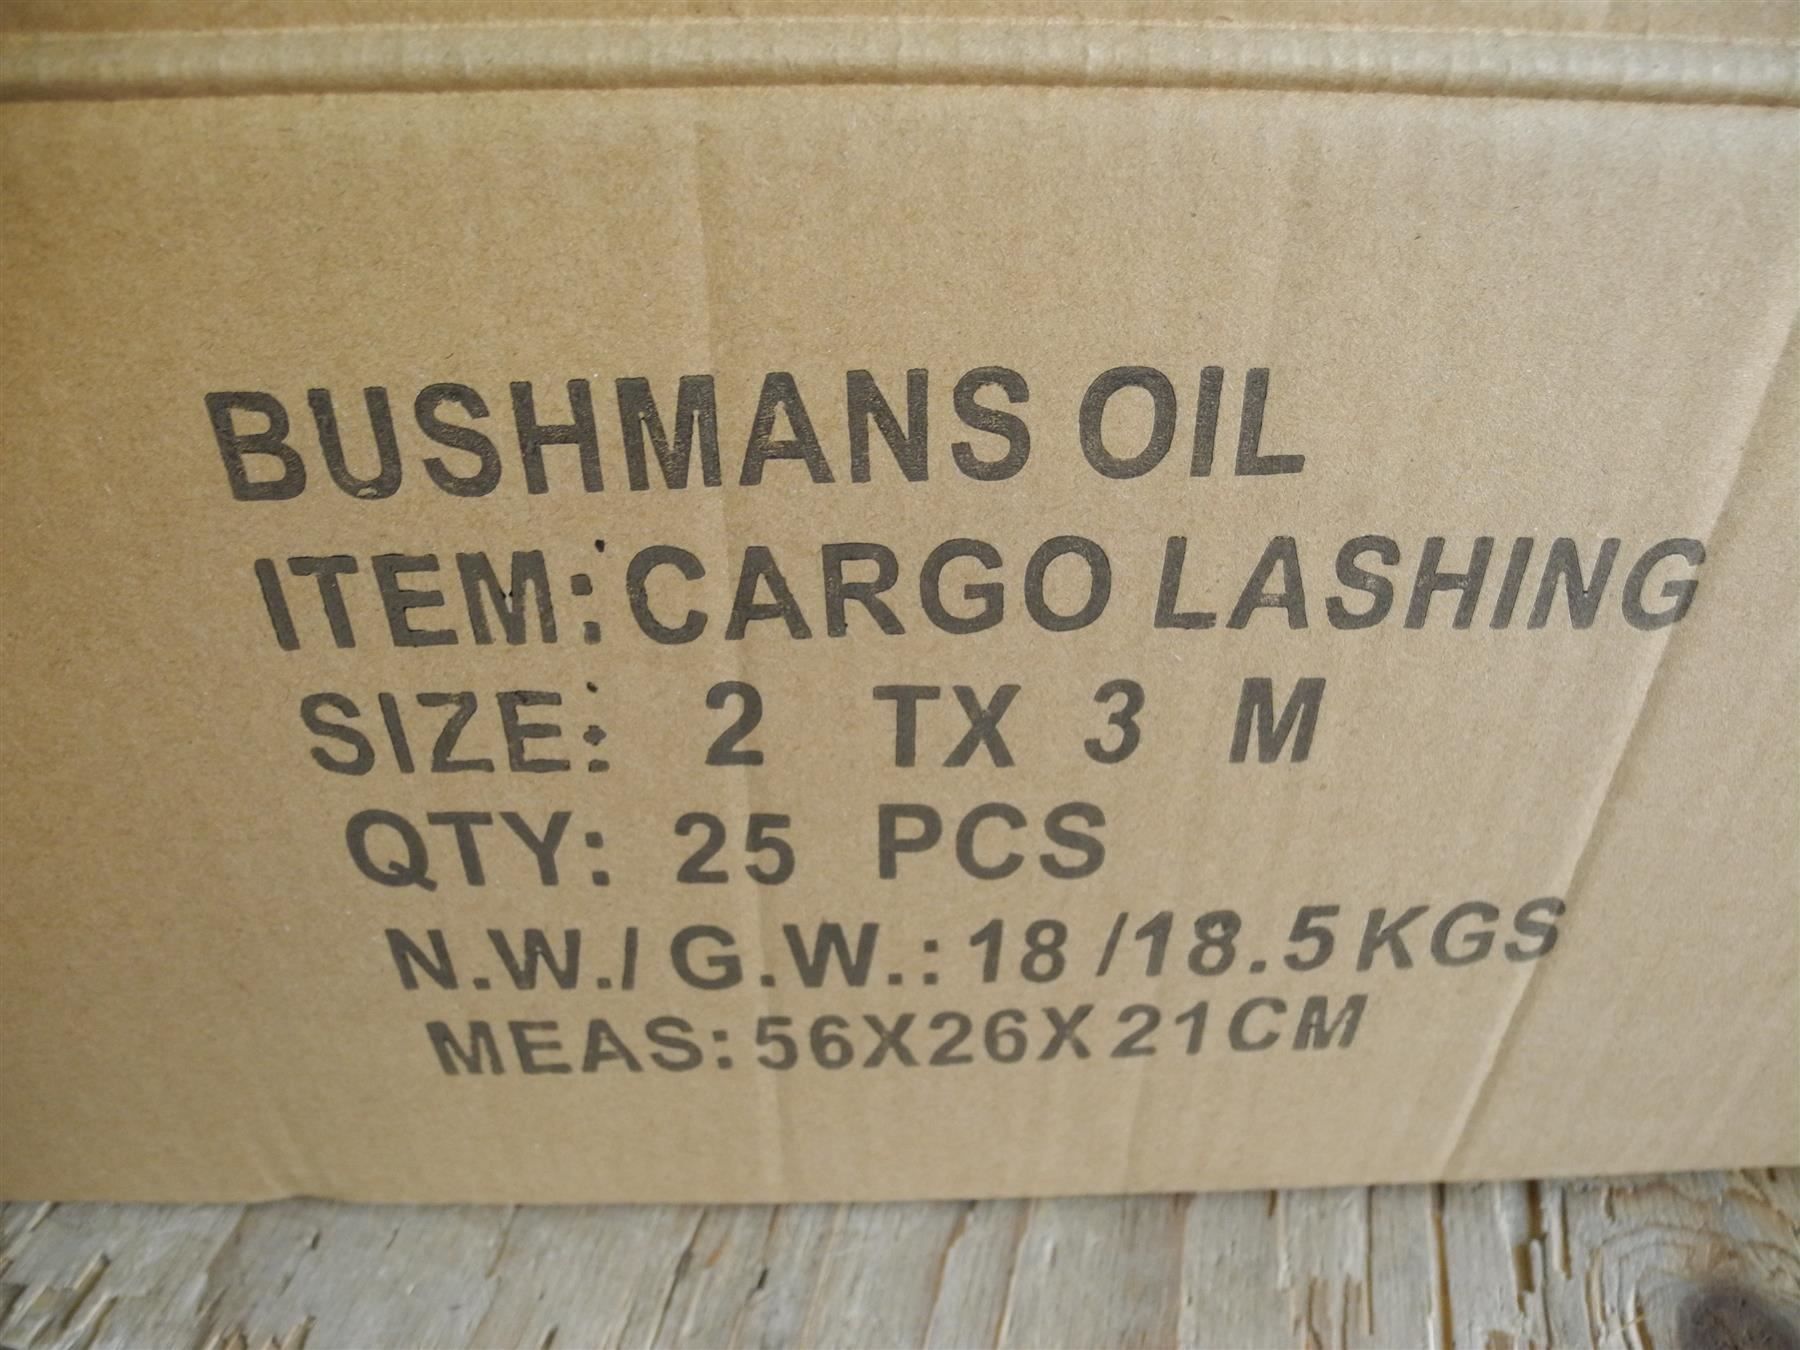 BUSHMANS OIL
ITEM: CARGO LASHING
SIZE: 2 TX 3 M
QTY: 25 PCS
N.W./ G.W.: 18 /18.5KGS
MEAS: 56X26X21CM